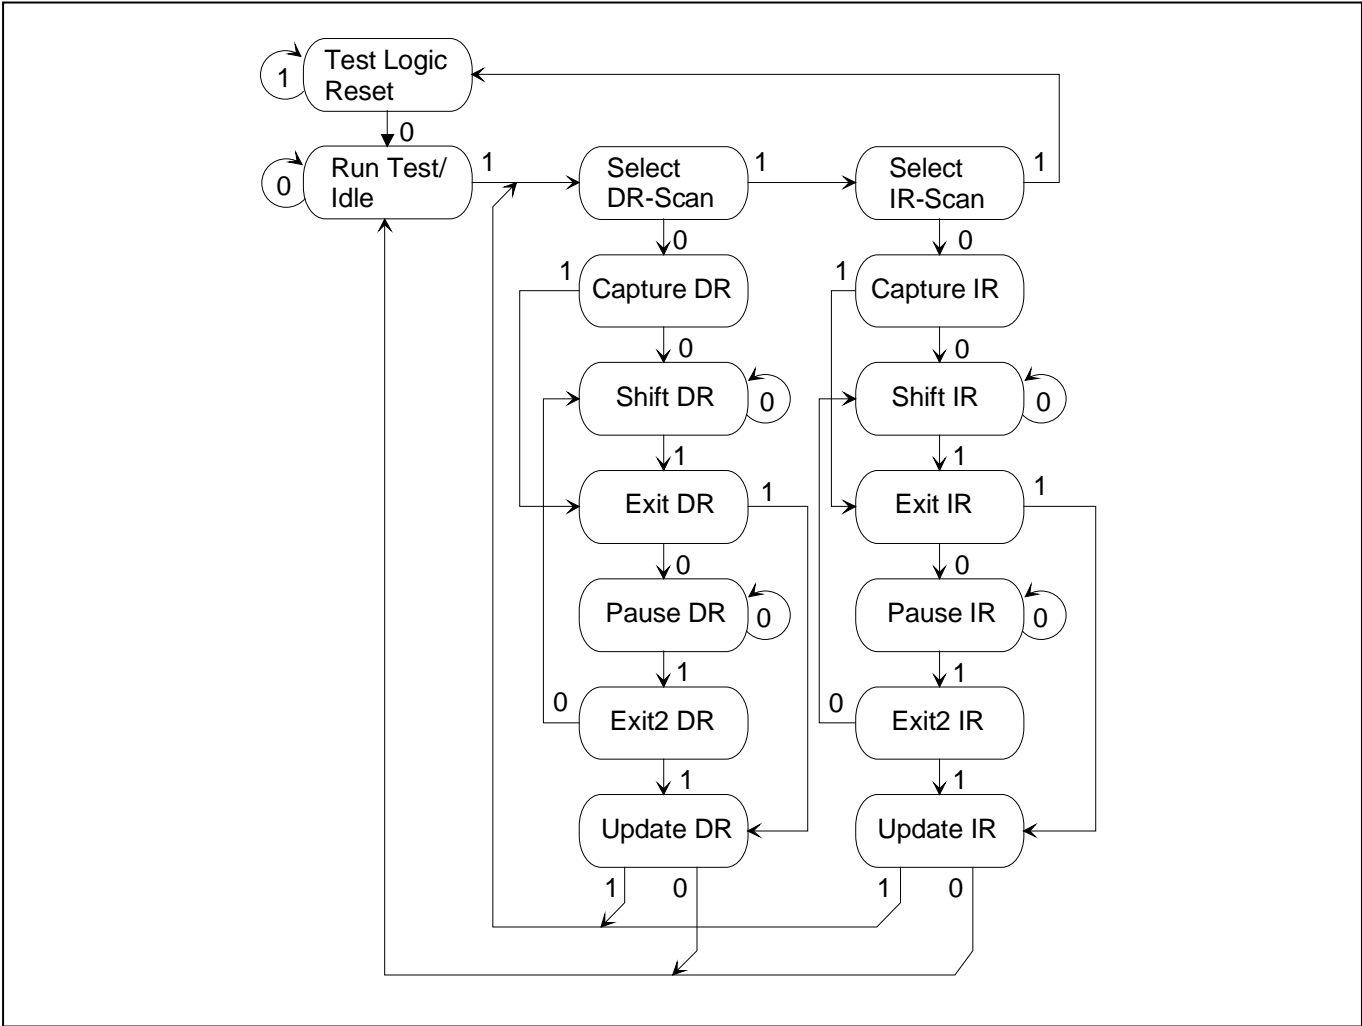 Test Logic
Reset
1
0
Run Test/
Idle
0
1
Select
DR-Scan
1
Select
IR-Scan
1
0
0
1
Capture DR
1
Capture IR
0
0
Shift DR
0
Shift IR
0
1
1
Exit DR
1
Exit IR
1
0
0
Pause DR
0
Pause IR
0
1
1
0
Exit2 DR
0
Exit2 IR
1
1
Update DR
Update IR
1
0
1
0